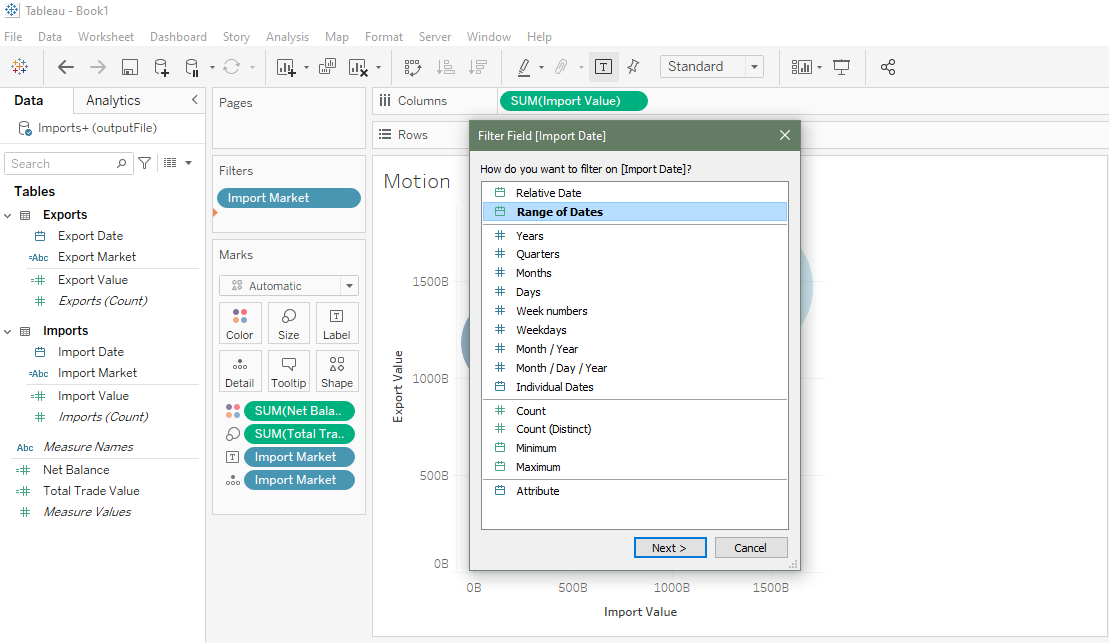 Tableau - Book1
File Data Worksheet Dashboard Story Analysis Map Format Server Window Help
Standard
Data Analytics
Imports+ (outputFile)
Search
Tables
Exports
Export Date
Abc Export Market
Export Value
Exports (Count)
Imports
Import Date
Abc Import Market
Import Value
Imports (Count)
Abc Measure Names
Net Balance
Total Trade Value
Measure Values
Pages
Filters
Import Market
Marks
Automatic
Color Size Label
Detail Tooltip Shape
SUM(Net Bala..
SUM(Total Tra..
Import Market
Import Market
Columns SUM(Import Value)
Rows
Motion
Export Value
1500B
1000B
500B
0B
0B 500B 1000B 1500B
Import Value
Filter Field [Import Date]
How do you want to filter on [Import Date]?
Relative Date
Range of Dates
Years
Quarters
Months
Days
Week numbers
Weekdays
Month / Year
Month / Day / Year
Individual Dates
Count
Count (Distinct)
Minimum
Maximum
Attribute
Next > Cancel